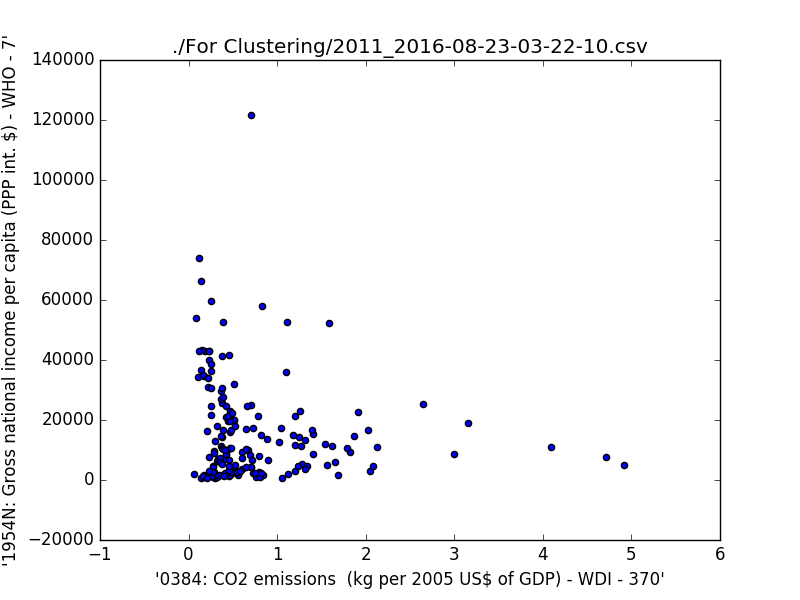 ./For Clustering/2011_2016-08-23-03-22-10.csv
'1954N: Gross national income per capita (PPP int. $) - WHO - 7'
140000
120000
100000
80000
60000
40000
20000
0
−20000
−1 0 1 2 3 4 5 6
'0384: CO2 emissions  (kg per 2005 US$ of GDP) - WDI - 370'